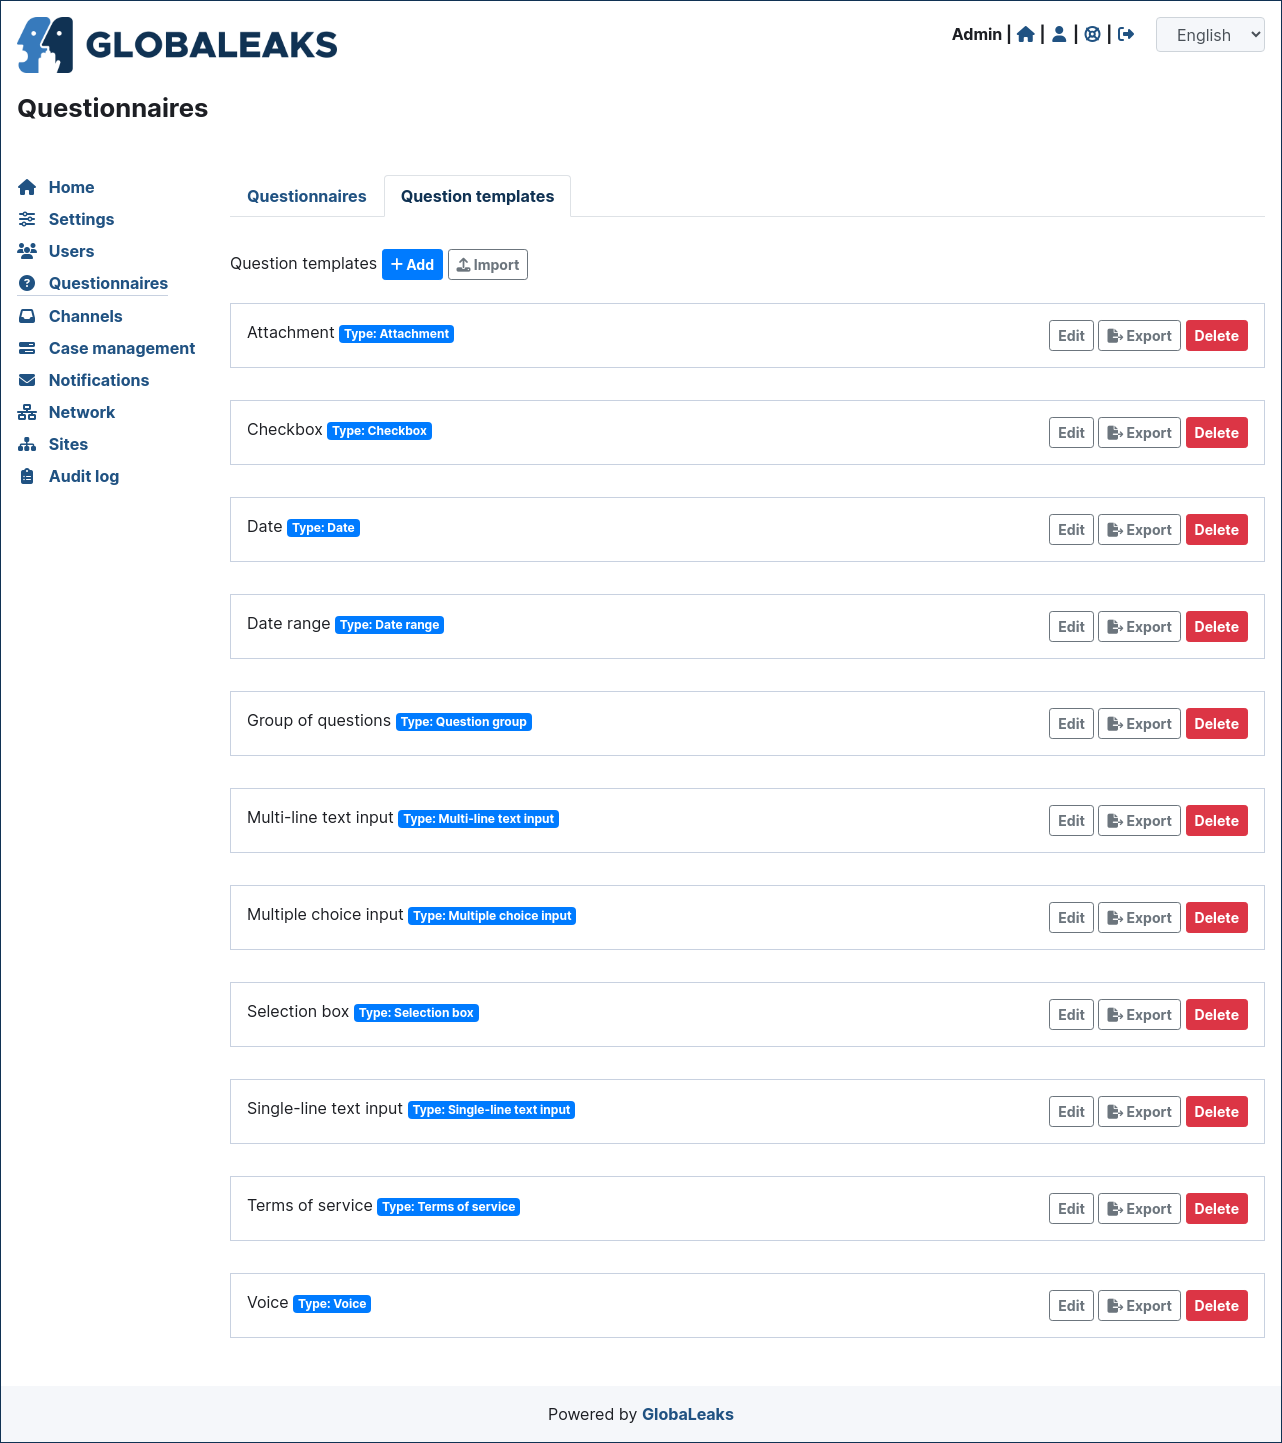 GLOBALEAKS
Admin | | | |
English
Questionnaires
Home
Settings
Users
Questionnaires
Channels
Case management
Notifications
Network
Sites
Audit log
Questionnaires Question templates
Question templates Add Import
Attachment Type: Attachment Edit Export Delete
Checkbox Type: Checkbox Edit Export Delete
Date Type: Date Edit Export Delete
Date range Type: Date range Edit Export Delete
Group of questions Type: Question group Edit Export Delete
Multi-line text input Type: Multi-line text input Edit Export Delete
Multiple choice input Type: Multiple choice input Edit Export Delete
Selection box Type: Selection box Edit Export Delete
Single-line text input Type: Single-line text input Edit Export Delete
Terms of service Type: Terms of service Edit Export Delete
Voice Type: Voice Edit Export Delete
Powered by GlobaLeaks